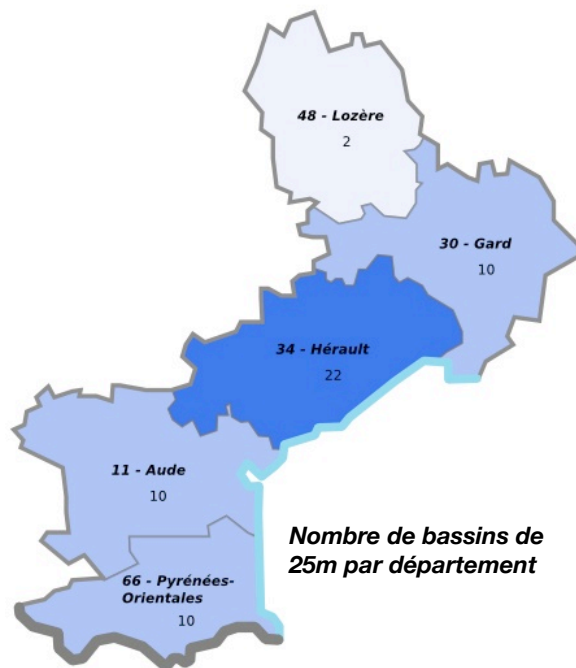 48 - Lozère
2
30 - Gard
10
34 - Hérault
22
11 - Aude
10
Nombre de bassins de
25m par département
66 - Pyrénées-
Orientales
10